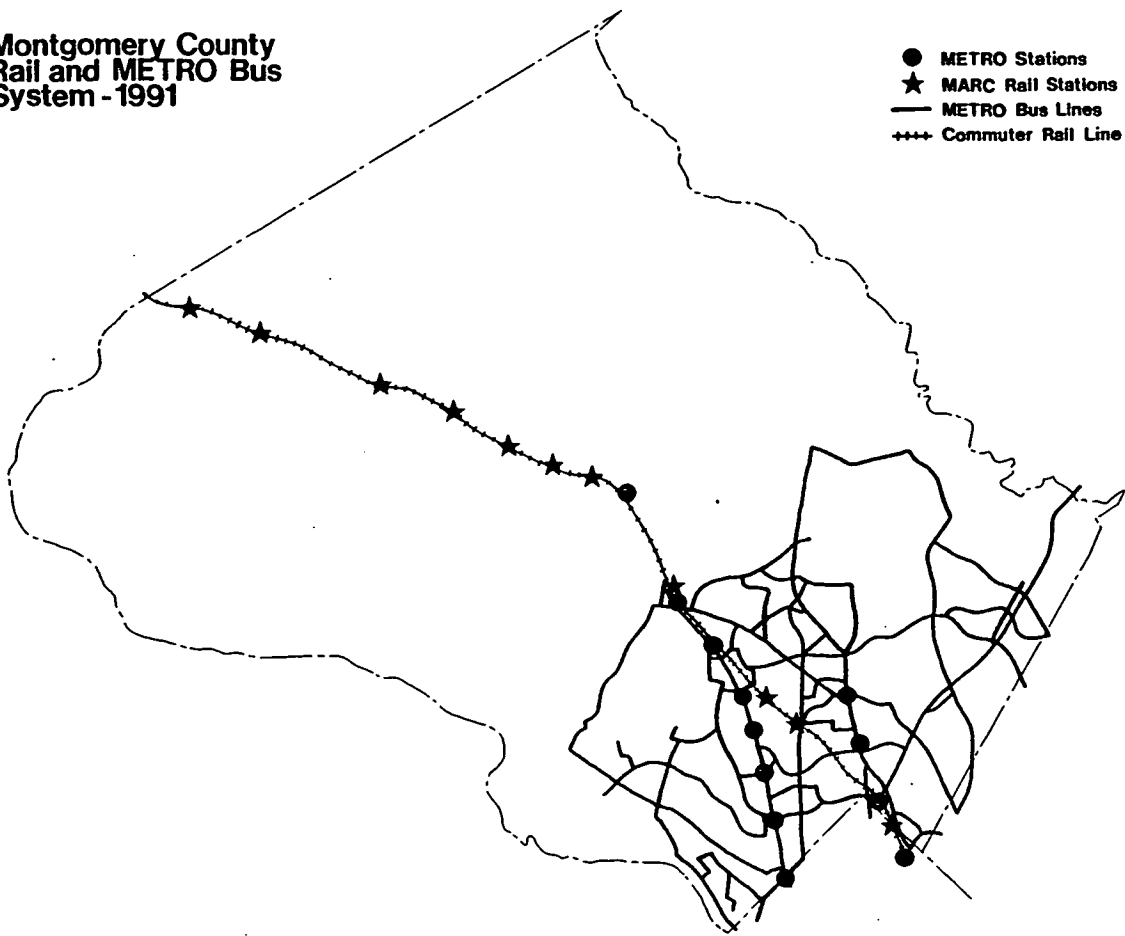 Montgomery County
Rail and METRO Bus
System - 1991
METRO Stations
MARC Rail Stations
METRO Bus Lines
Commuter Rail Line